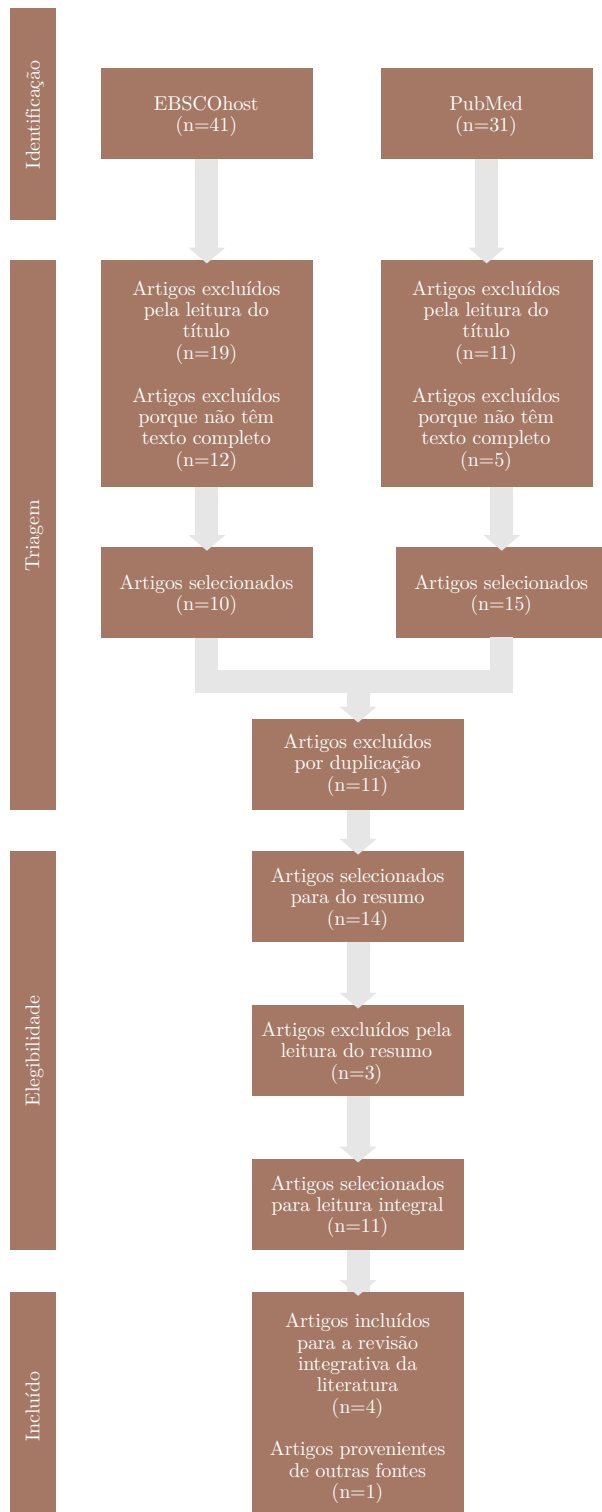 Identificação
EBSCOhost
(n=41)
PubMed
(n=31)
Triagem
Artigos excluídos
pela leitura do
título
(n=19)
Artigos excluídos
porque não têm
texto completo
(n=12)
Artigos excluídos
pela leitura do
título
(n=11)
Artigos excluídos
porque não têm
texto completo
(n=5)
Artigos selecionados
(n=10)
Artigos selecionados
(n=15)
Artigos excluídos
por duplicação
(n=11)
Elegibilidade
Artigos selecionados
para do resumo
(n=14)
Artigos excluídos pela
leitura do resumo
(n=3)
Artigos selecionados
para leitura integral
(n=11)
Incluído
Artigos incluídos
para a revisão
integrativa da
literatura
(n=4)
Artigos provenientes
de outras fontes
(n=1)